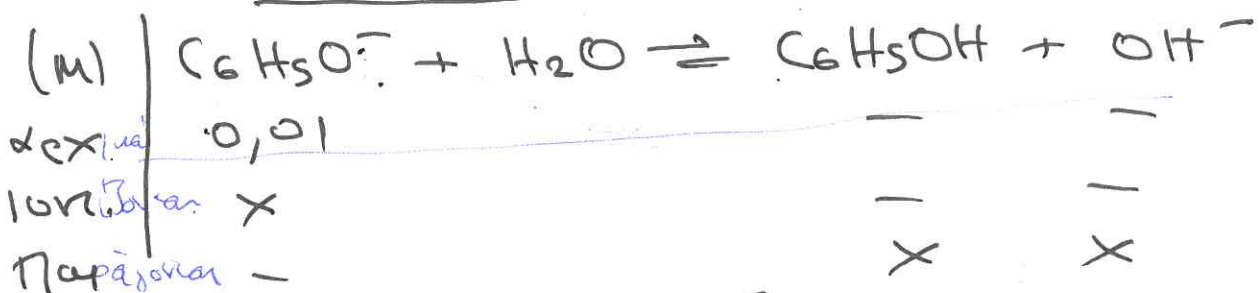 (M) C6H5O⁻ + H2O ⇌ C6H5OH + OH⁻
αρχικά 0,01 — —
Ιοντίζονται x — —
Παράγονται — x x